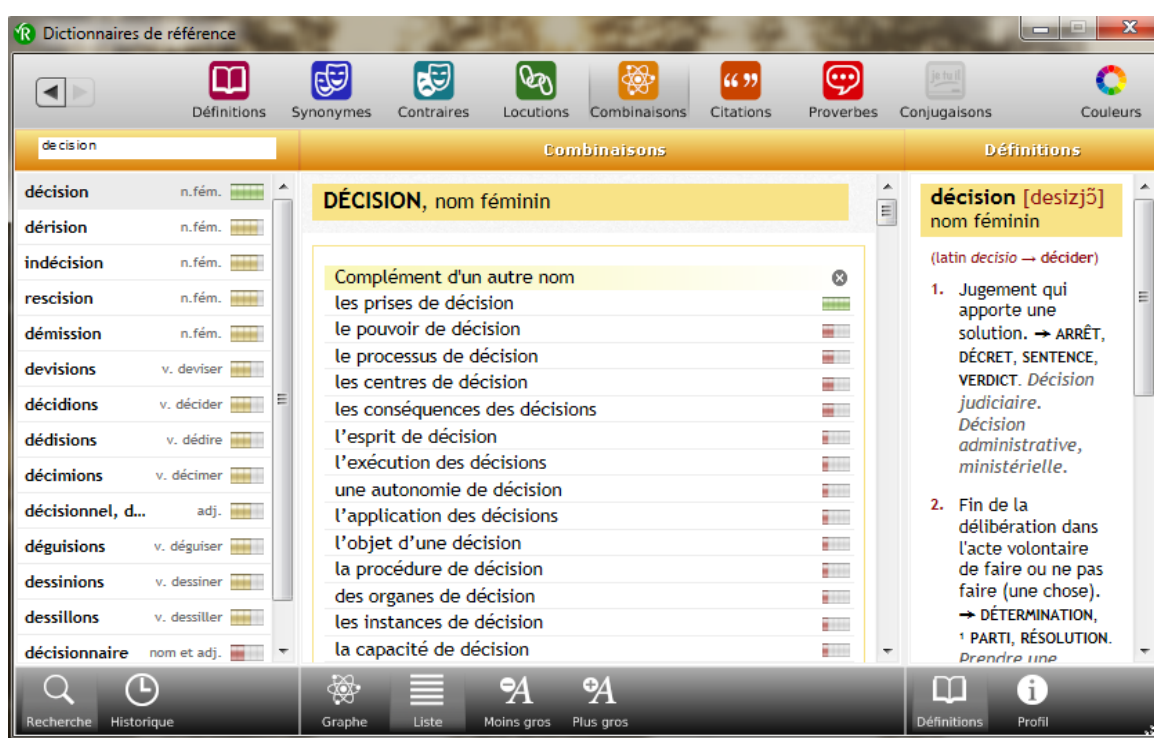 Dictionnaires de référence
Définitions Synonymes Contraires Locutions Combinaisons Citations Proverbes Conjugaisons Couleurs
decision
Combinaisons
Définitions
décision n.fém.
dérision n.fém.
indécision n.fém.
rescision n.fém.
démission n.fém.
devisions v. deviser
décidions v. décider
dédisions v. dédire
décimions v. décimer
décisionnel, d... adj.
déguisions v. déguiser
dessinions v. dessiner
dessillons v. dessiller
décisionnaire nom et adj.
DÉCISION, nom féminin
Complément d'un autre nom
les prises de décision
le pouvoir de décision
le processus de décision
les centres de décision
les conséquences des décisions
l’esprit de décision
l’exécution des décisions
une autonomie de décision
l’application des décisions
l’objet d’une décision
la procédure de décision
des organes de décision
les instances de décision
la capacité de décision
décision [desizjɔ̃]
nom féminin
(latin decisio → décider)
1. Jugement qui
apporte une
solution. → ARRÊT,
DÉCRET, SENTENCE,
VERDICT. Décision
judiciaire.
Décision
administrative,
ministérielle.
2. Fin de la
délibération dans
l'acte volontaire
de faire ou ne pas
faire (une chose).
→ DÉTERMINATION,
¹ PARTI, RÉSOLUTION.
Prendre une
Recherche Historique
Graphe Liste Moins gros Plus gros
Définitions Profil